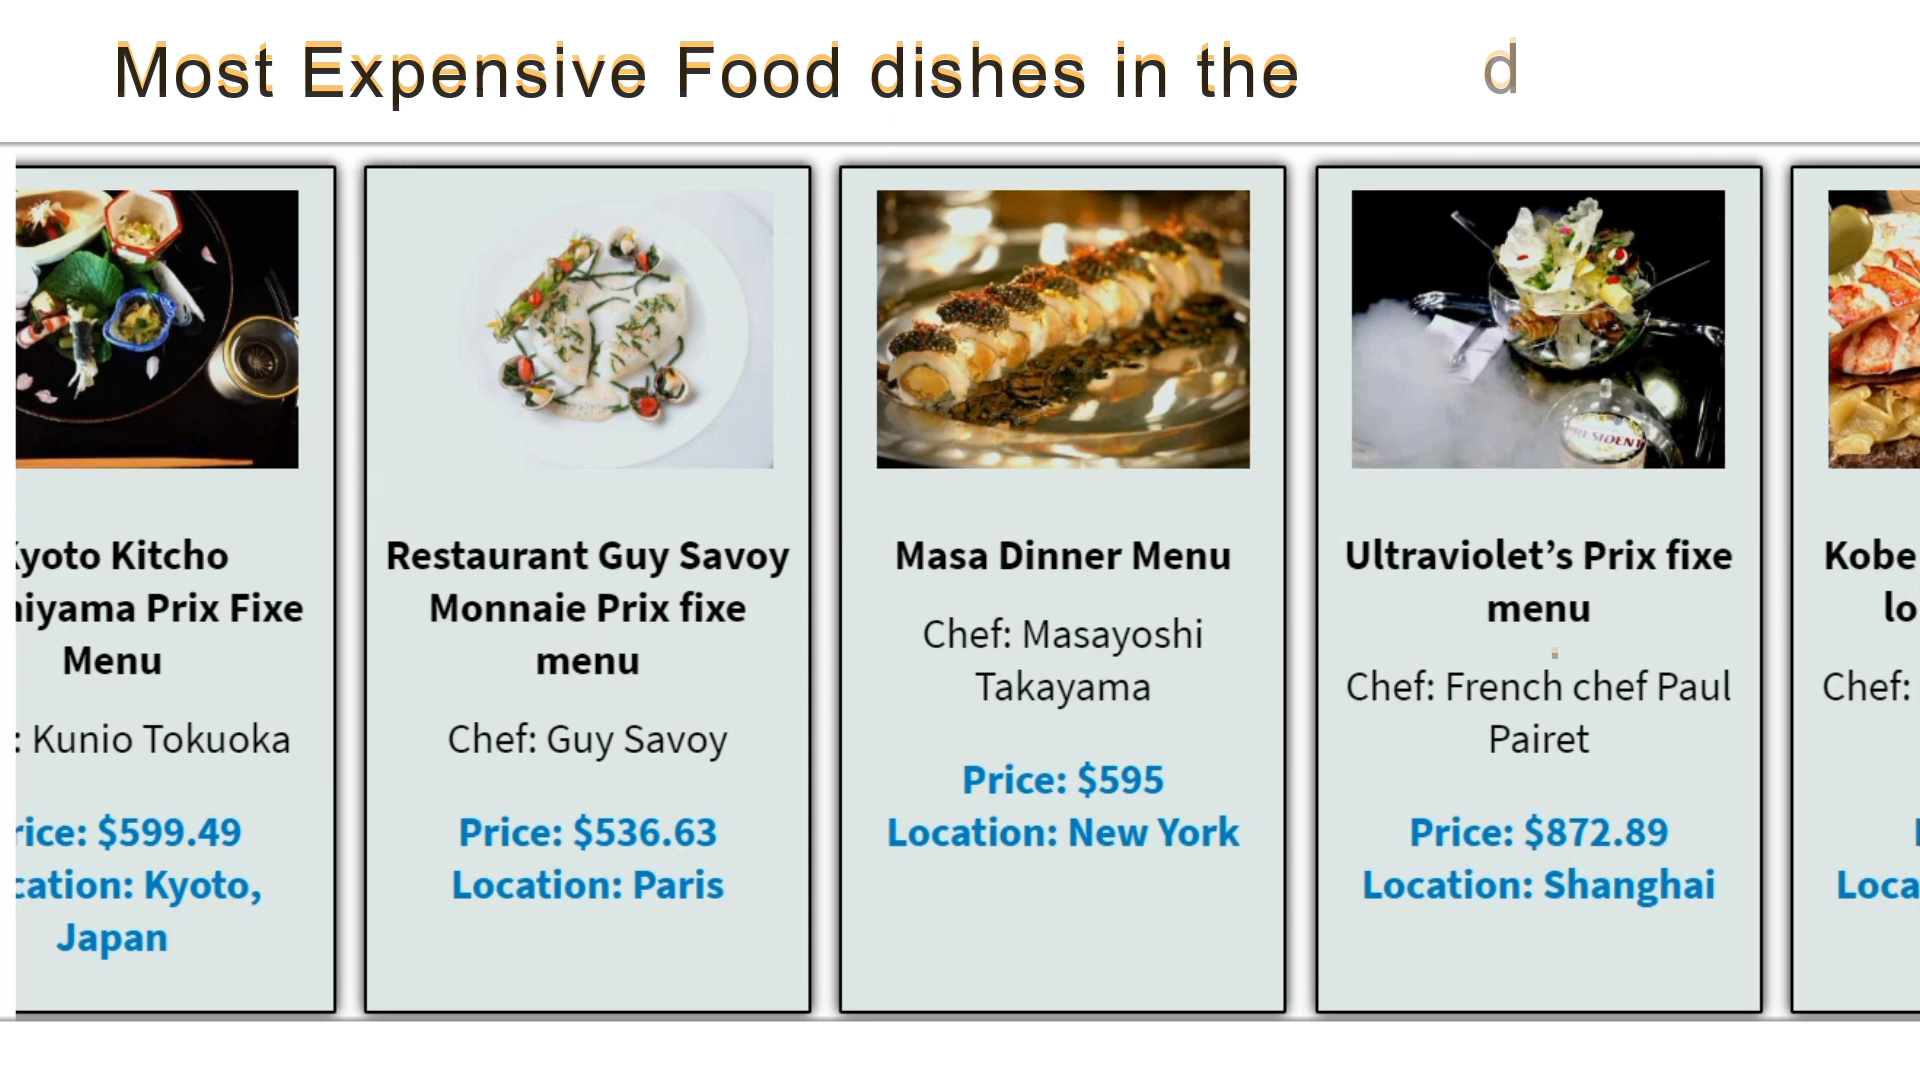 Most Expensive Food dishes in the d
PRESIDENT
yoto Kitcho
iyama Prix Fixe
Menu
: Kunio Tokuoka
rice: $599.49
cation: Kyoto,
Japan
Restaurant Guy Savoy
Monnaie Prix fixe
menu
Chef: Guy Savoy
Price: $536.63
Location: Paris
Masa Dinner Menu
Chef: Masayoshi
Takayama
Price: $595
Location: New York
Ultraviolet’s Prix fixe
menu
Chef: French chef Paul
Pairet
Price: $872.89
Location: Shanghai
Kobe
lo
Chef:
Loca